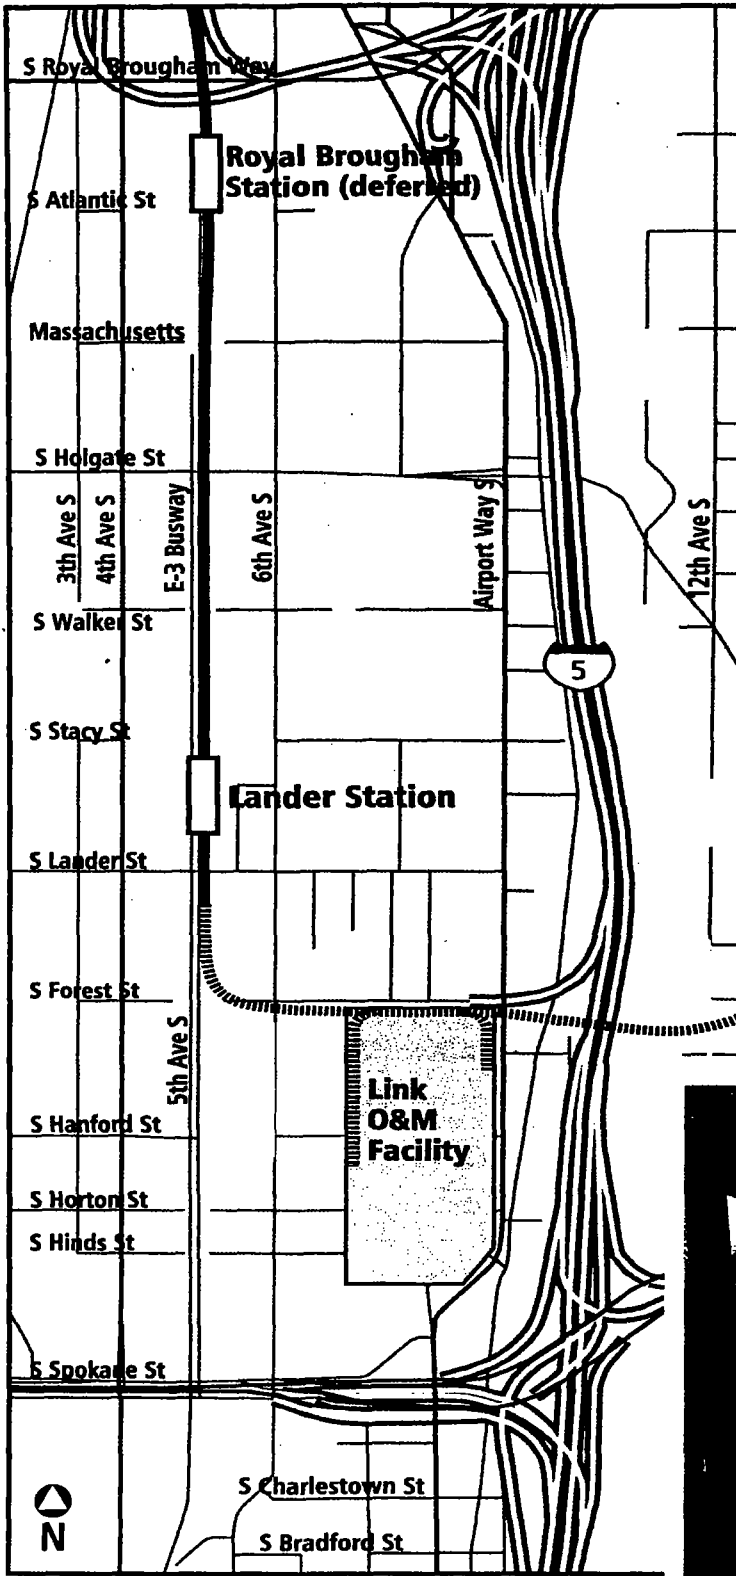 S Royal Brougham Way
Royal Brougham
Station (deferred)
S Atlantic St
Massachusetts
S Holgate St
3th Ave S
4th Ave S
E-3 Busway
6th Ave S
Airport Way S
12th Ave S
S Walker St
5
S Stacy St
Lander Station
S Lander St
S Forest St
5th Ave S
Link
O&M
Facility
S Hanford St
S Horton St
S Hinds St
S Spokane St
S Charlestown St
S Bradford St
N